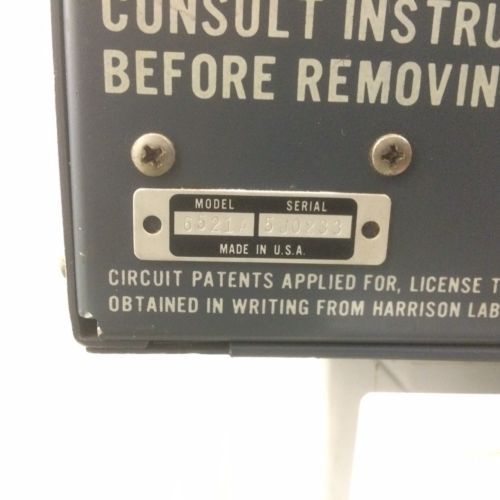 CONSULT INSTRU
BEFORE REMOVIN
MODEL SERIAL
6521A
MADE IN U.S.A.
CIRCUIT PATENTS APPLIED FOR, LICENSE T
OBTAINED IN WRITING FROM HARRISON LAB